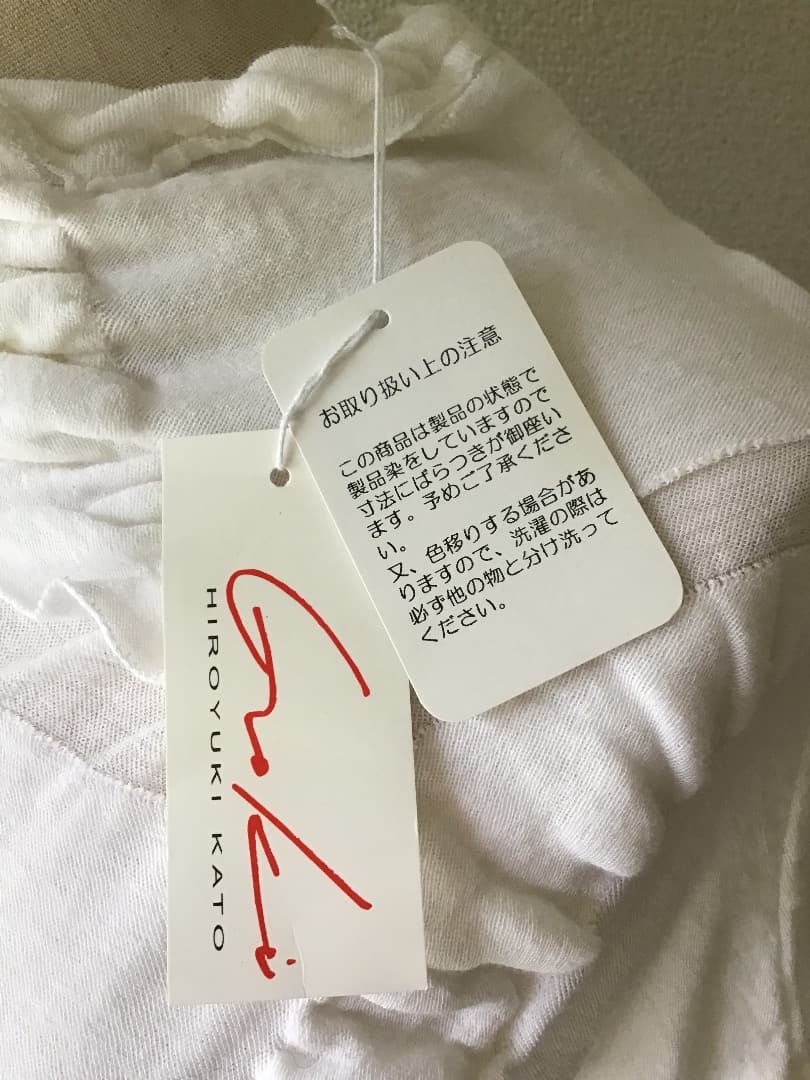 お取り扱い上の注意
この商品は製品の状態で
製品染をしていますので
寸法にばらつきが御座い
ます。予めご了承くださ
い。
又、色移りする場合があ
りますので、洗濯の際は
必ず他の物と分け洗って
ください。
HIROYUKI KATO